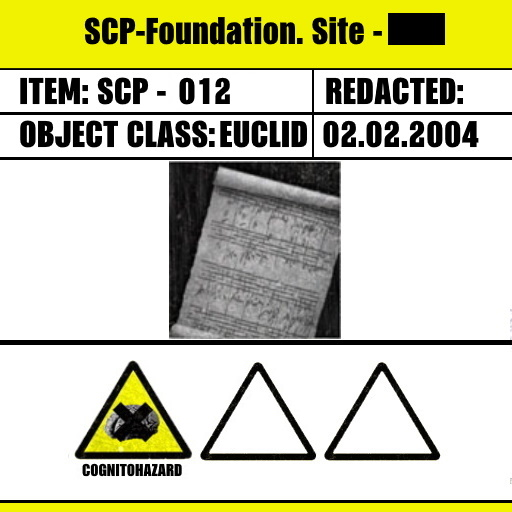 SCP-Foundation. Site -
ITEM: SCP - 012
REDACTED:
OBJECT CLASS: EUCLID
02.02.2004
COGNITOHAZARD